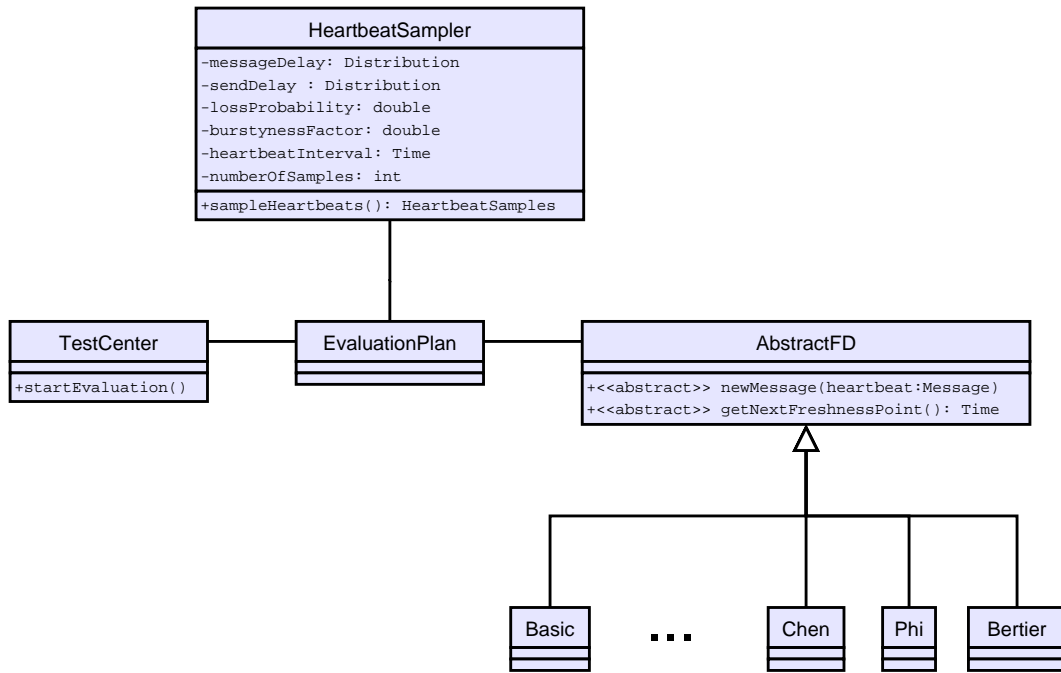 HeartbeatSampler
-messageDelay: Distribution
-sendDelay : Distribution
-lossProbability: double
-burstynessFactor: double
-heartbeatInterval: Time
-numberOfSamples: int
+sampleHeartbeats(): HeartbeatSamples
TestCenter
+startEvaluation()
EvaluationPlan
AbstractFD
+<<abstract>> newMessage(heartbeat:Message)
+<<abstract>> getNextFreshnessPoint(): Time
Basic
...
Chen
Phi
Bertier